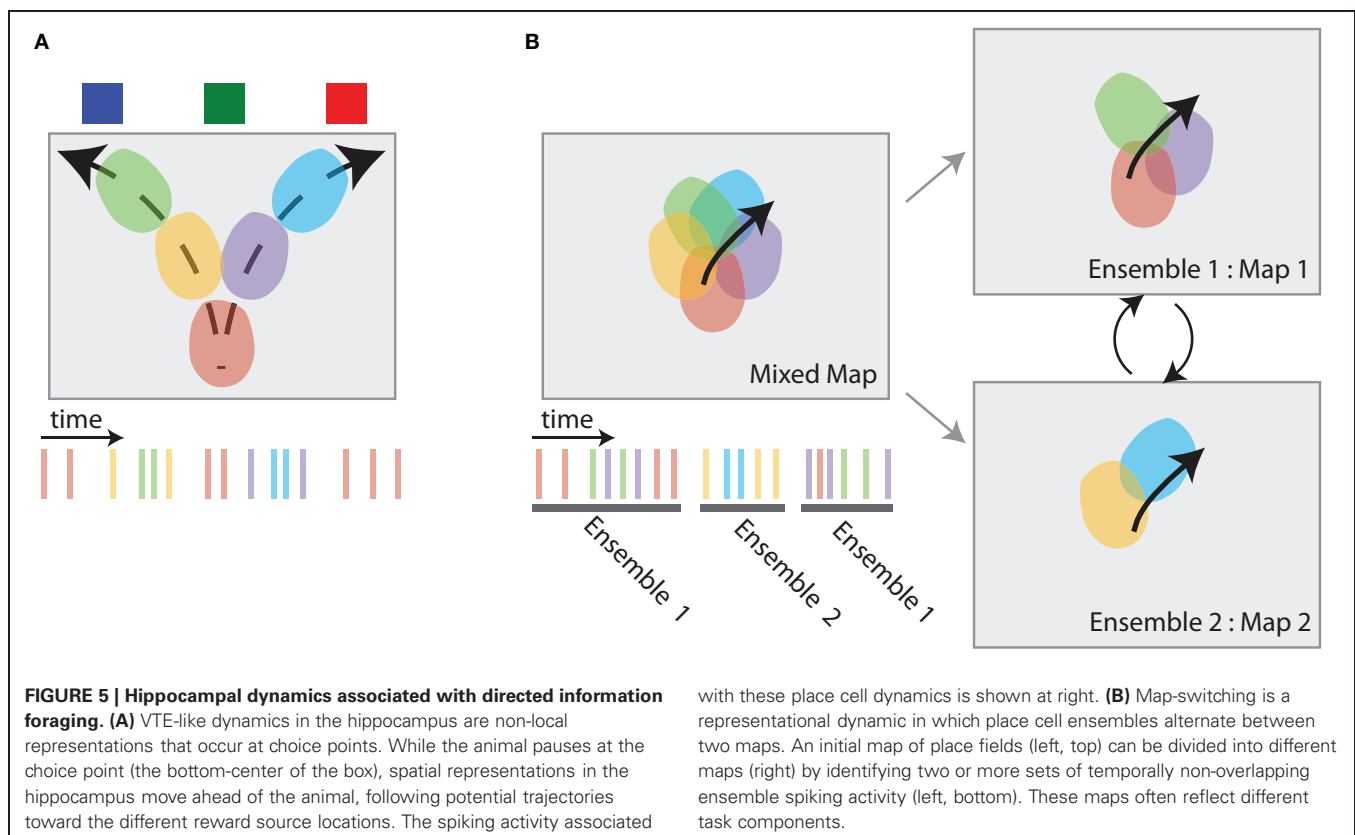 A
B
time
Mixed Map
time
Ensemble 1
Ensemble 2
Ensemble 1
Ensemble 1 : Map 1
Ensemble 2 : Map 2
FIGURE 5 | Hippocampal dynamics associated with directed information
foraging. (A) VTE-like dynamics in the hippocampus are non-local
representations that occur at choice points. While the animal pauses at the
choice point (the bottom-center of the box), spatial representations in the
hippocampus move ahead of the animal, following potential trajectories
toward the different reward source locations. The spiking activity associated
with these place cell dynamics is shown at right. (B) Map-switching is a
representational dynamic in which place cell ensembles alternate between
two maps. An initial map of place fields (left, top) can be divided into different
maps (right) by identifying two or more sets of temporally non-overlapping
ensemble spiking activity (left, bottom). These maps often reflect different
task components.